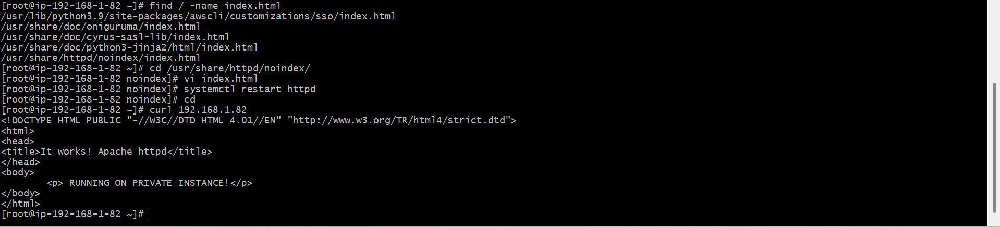 [root@ip-192-168-1-82 ~]# find / -name index.html
/usr/lib/python3.9/site-packages/awscli/customizations/sso/index.html
/usr/share/doc/oniguruma/index.html
/usr/share/doc/cyrus-sasl-lib/index.html
/usr/share/doc/python3-jinja2/html/index.html
/usr/share/httpd/noindex/index.html
[root@ip-192-168-1-82 ~]# cd /usr/share/httpd/noindex/
[root@ip-192-168-1-82 noindex]# vi index.html
[root@ip-192-168-1-82 noindex]# systemctl restart httpd
[root@ip-192-168-1-82 noindex]# cd
[root@ip-192-168-1-82 ~]# curl 192.168.1.82
<!DOCTYPE HTML PUBLIC "-//W3C//DTD HTML 4.01//EN" "http://www.w3.org/TR/html4/strict.dtd">
<html>
<head>
<title>It works! Apache httpd</title>
</head>
<body>
        <p> RUNNING ON PRIVATE INSTANCE!</p>
</body>
</html>
[root@ip-192-168-1-82 ~]#